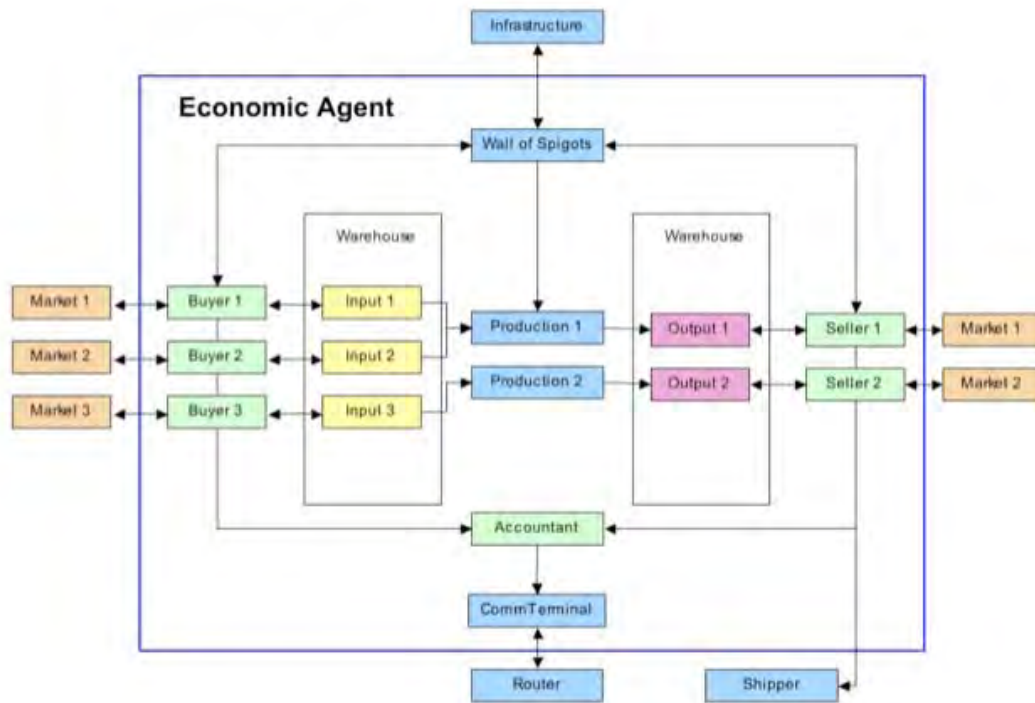 Infrastructure
Economic Agent
Wall of Spigots
Warehouse
Warehouse
Market 1
Buyer 1
Input 1
Production 1
Output 1
Seller 1
Market 1
Market 2
Buyer 2
Input 2
Production 2
Output 2
Seller 2
Market 2
Market 3
Buyer 3
Input 3
Accountant
CommTerminal
Router
Shipper